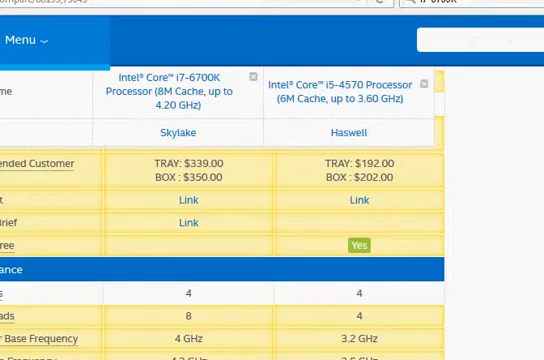 Menu
Intel® Core™ i7-6700K
Processor (8M Cache, up to
4.20 GHz)
Intel® Core™ i5-4570 Processor
(6M Cache, up to 3.60 GHz)
me
Skylake
Haswell
ended Customer
TRAY: $339.00
BOX : $350.00
TRAY: $192.00
BOX : $202.00
t
Link
Link
Brief
Link
ree
Yes
ance
s
4
4
ads
8
4
r Base Frequency
4 GHz
3.2 GHz